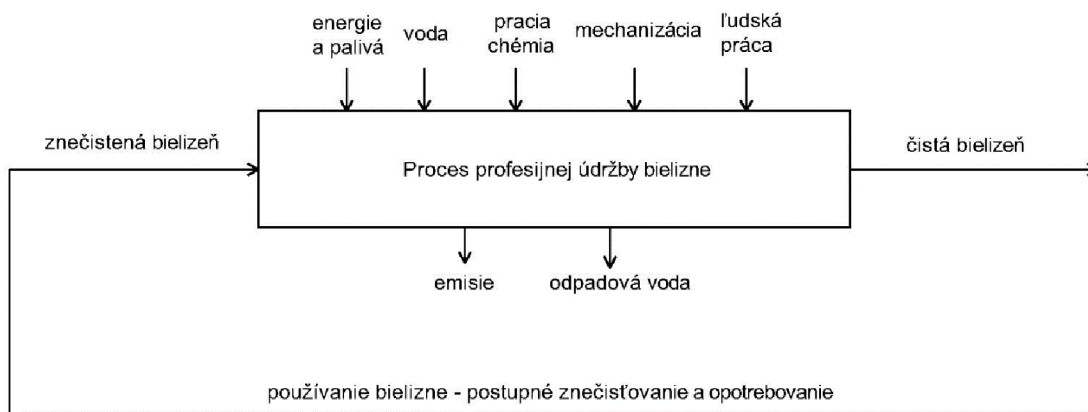 energie
a palivá
voda
pracia
chémia
mechanizácia
ľudská
práca
znečistená bielizeň
Proces profesijnej údržby bielizne
čistá bielizeň
emisie
odpadová voda
používanie bielizne - postupné znečisťovanie a opotrebovanie